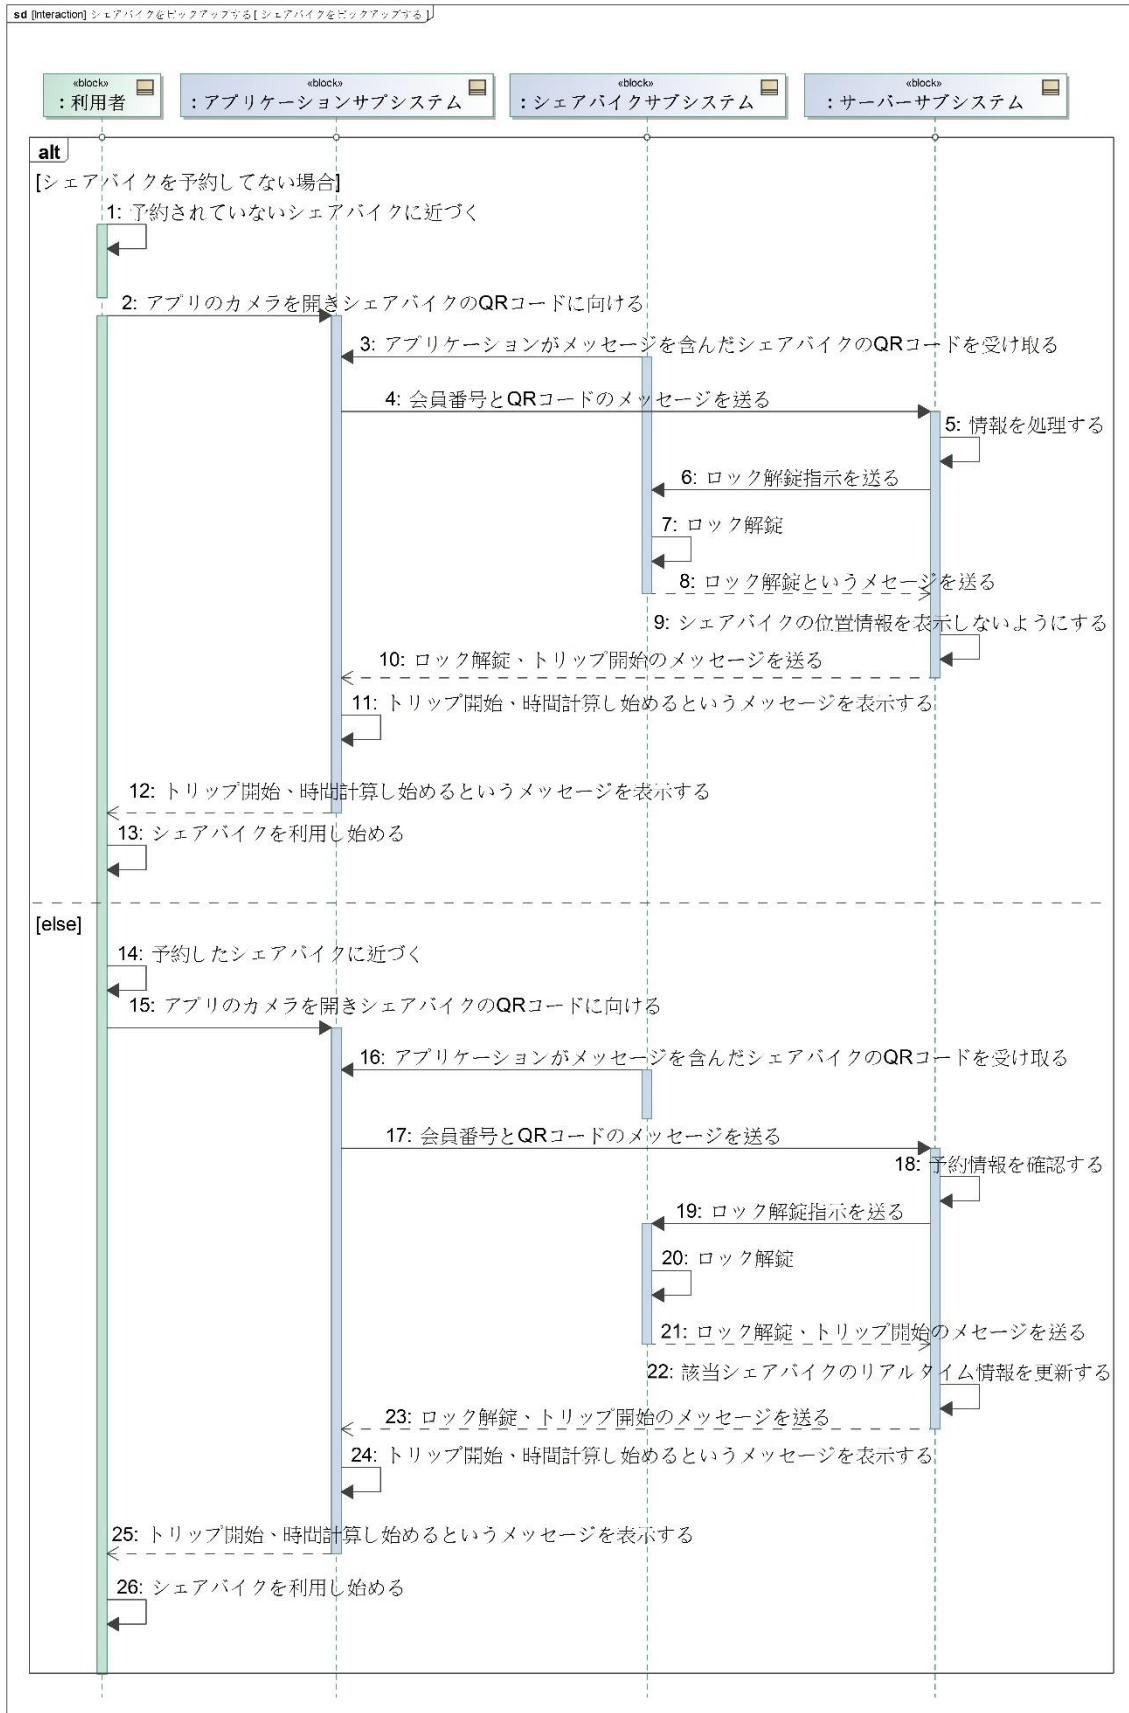 sd [Interaction] シェアバイクをピックアップする[ シェアバイクをピックアップする ]
«block»
: 利用者
«block»
: アプリケーションサブシステム
«block»
: シェアバイクサブシステム
«block»
: サーバーサブシステム
alt
[シェアバイクを予約してない場合]
1: 予約されていないシェアバイクに近づく
2: アプリのカメラを開きシェアバイクのQRコードに向ける
3: アプリケーションがメッセージを含んだシェアバイクのQRコードを受け取る
4: 会員番号とQRコードのメッセージを送る
5: 情報を処理する
6: ロック解錠指示を送る
7: ロック解錠
8: ロック解錠というメセージを送る
9: シェアバイクの位置情報を表示しないようにする
10: ロック解錠、トリップ開始のメッセージを送る
11: トリップ開始、時間計算し始めるというメッセージを表示する
12: トリップ開始、時間計算し始めるというメッセージを表示する
13: シェアバイクを利用し始める
[else]
14: 予約したシェアバイクに近づく
15: アプリのカメラを開きシェアバイクのQRコードに向ける
16: アプリケーションがメッセージを含んだシェアバイクのQRコードを受け取る
17: 会員番号とQRコードのメッセージを送る
18: 予約情報を確認する
19: ロック解錠指示を送る
20: ロック解錠
21: ロック解錠、トリップ開始のメセージを送る
22: 該当シェアバイクのリアルタイム情報を更新する
23: ロック解錠、トリップ開始のメッセージを送る
24: トリップ開始、時間計算し始めるというメッセージを表示する
25: トリップ開始、時間計算し始めるというメッセージを表示する
26: シェアバイクを利用し始める